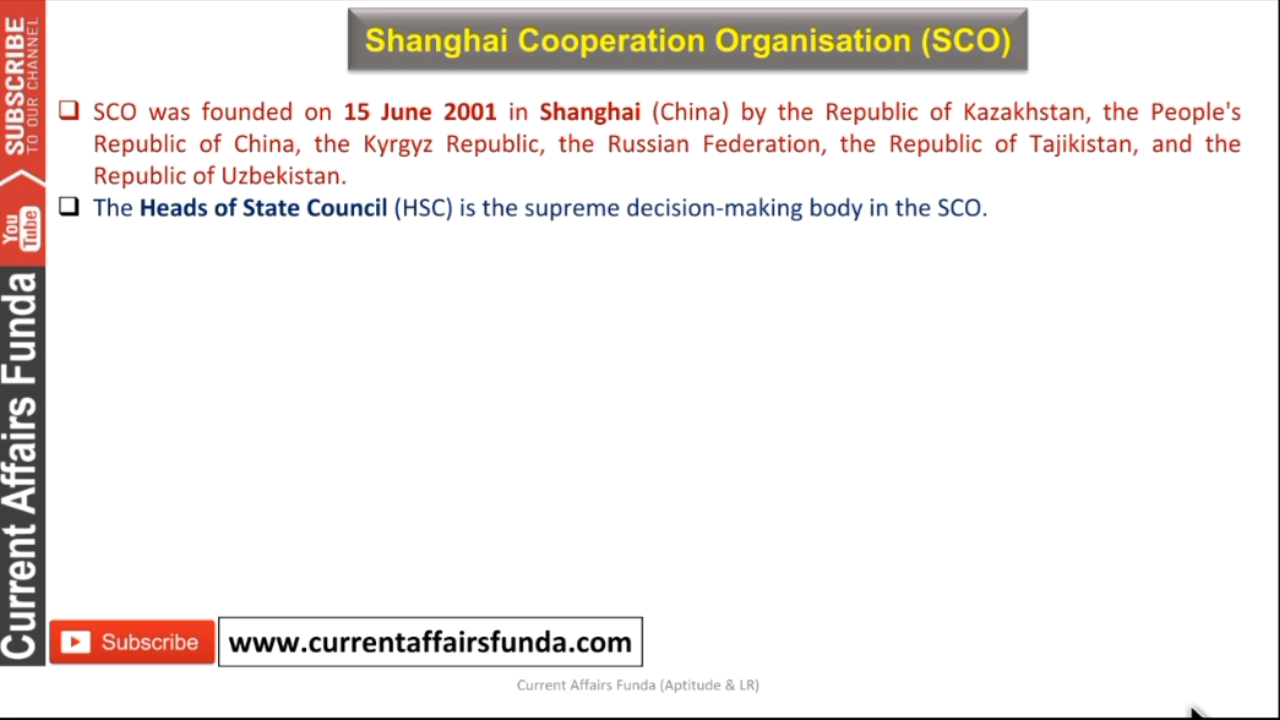 Shanghai Cooperation Organisation (SCO)
SCO was founded on 15 June 2001 in Shanghai (China) by the Republic of Kazakhstan, the People's
Republic of China, the Kyrgyz Republic, the Russian Federation, the Republic of Tajikistan, and the
Republic of Uzbekistan.
The Heads of State Council (HSC) is the supreme decision-making body in the SCO.
SUBSCRIBE
TO OUR CHANNEL
You
Tube
Current Affairs Funda
Subscribe
www.currentaffairsfunda.com
Current Affairs Funda (Aptitude & LR)